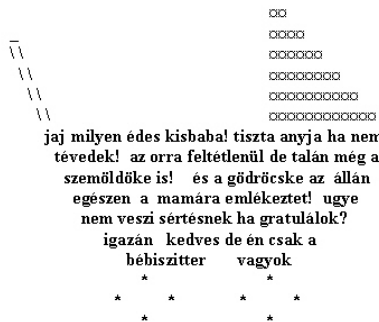 ¤¤
_ ¤¤¤¤
\ \ ¤¤¤¤¤¤
\ \ ¤¤¤¤¤¤¤¤
\ \ ¤¤¤¤¤¤¤¤¤¤
\ \ ¤¤¤¤¤¤¤¤¤¤¤¤
jaj milyen édes kisbaba! tiszta anyja ha nem
tévedek! az orra feltétlenül de talán még a
szemöldöke is! és a gödröcske az állán
egészen a mamára emlékeztet! ugye
nem veszi sértésnek ha gratulálok?
igazán kedves de én csak a
bébiszitter vagyok
* *
* * * *
* *